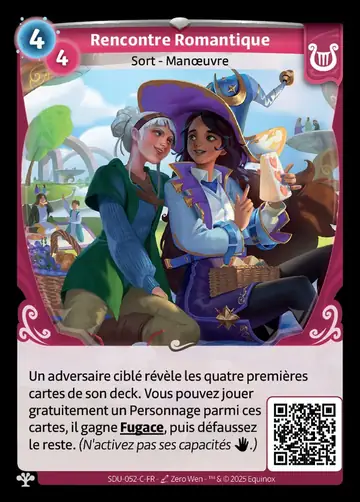 4
4
Rencontre Romantique
Sort - Manœuvre
Un adversaire ciblé révèle les quatre premières
cartes de son deck. Vous pouvez jouer
gratuitement un Personnage parmi ces
cartes, il gagne Fugace, puis défaussez
le reste. (N'activez pas ses capacités .)
SDU-052-C-FR - Zero Wen - ™ & © 2025 Equinox